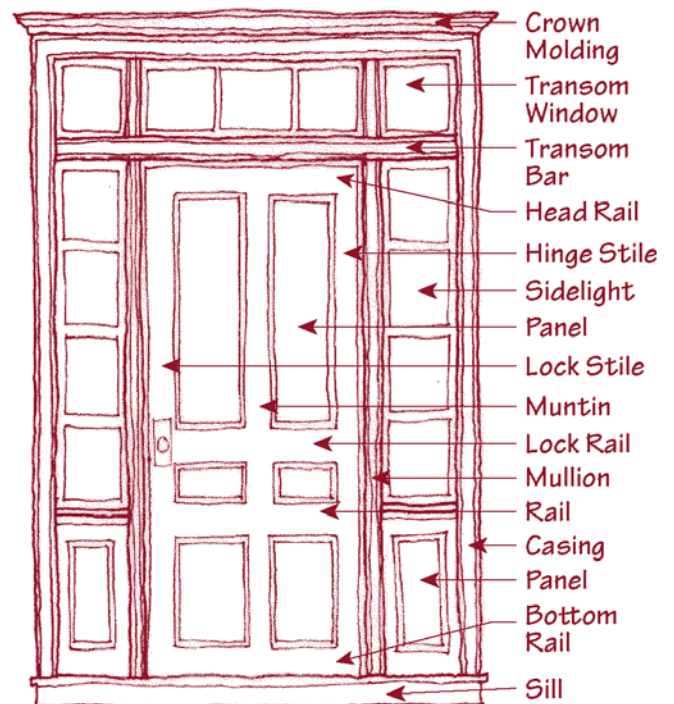 Crown
Molding
Transom
Window
Transom
Bar
Head Rail
Hinge Stile
Sidelight
Panel
Lock Stile
Muntin
Lock Rail
Mullion
Rail
Casing
Panel
Bottom
Rail
Sill